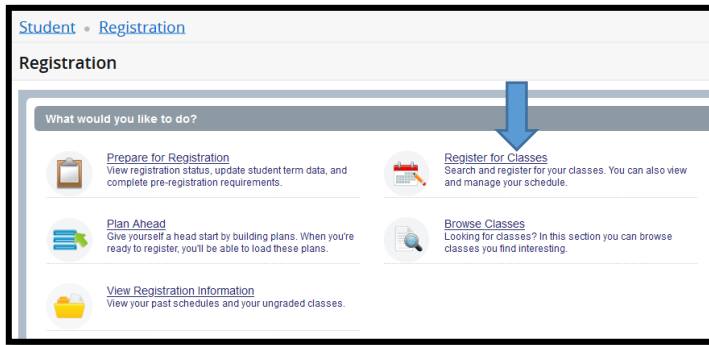 Student • Registration
Registration
What would you like to do?
Prepare for Registration
View registration status, update student term data, and
complete pre-registration requirements.
Register for Classes
Search and register for your classes. You can also view
and manage your schedule.
Plan Ahead
Give yourself a head start by building plans. When you're
ready to register, you'll be able to load these plans.
Browse Classes
Looking for classes? In this section you can browse
classes you find interesting.
View Registration Information
View your past schedules and your ungraded classes.